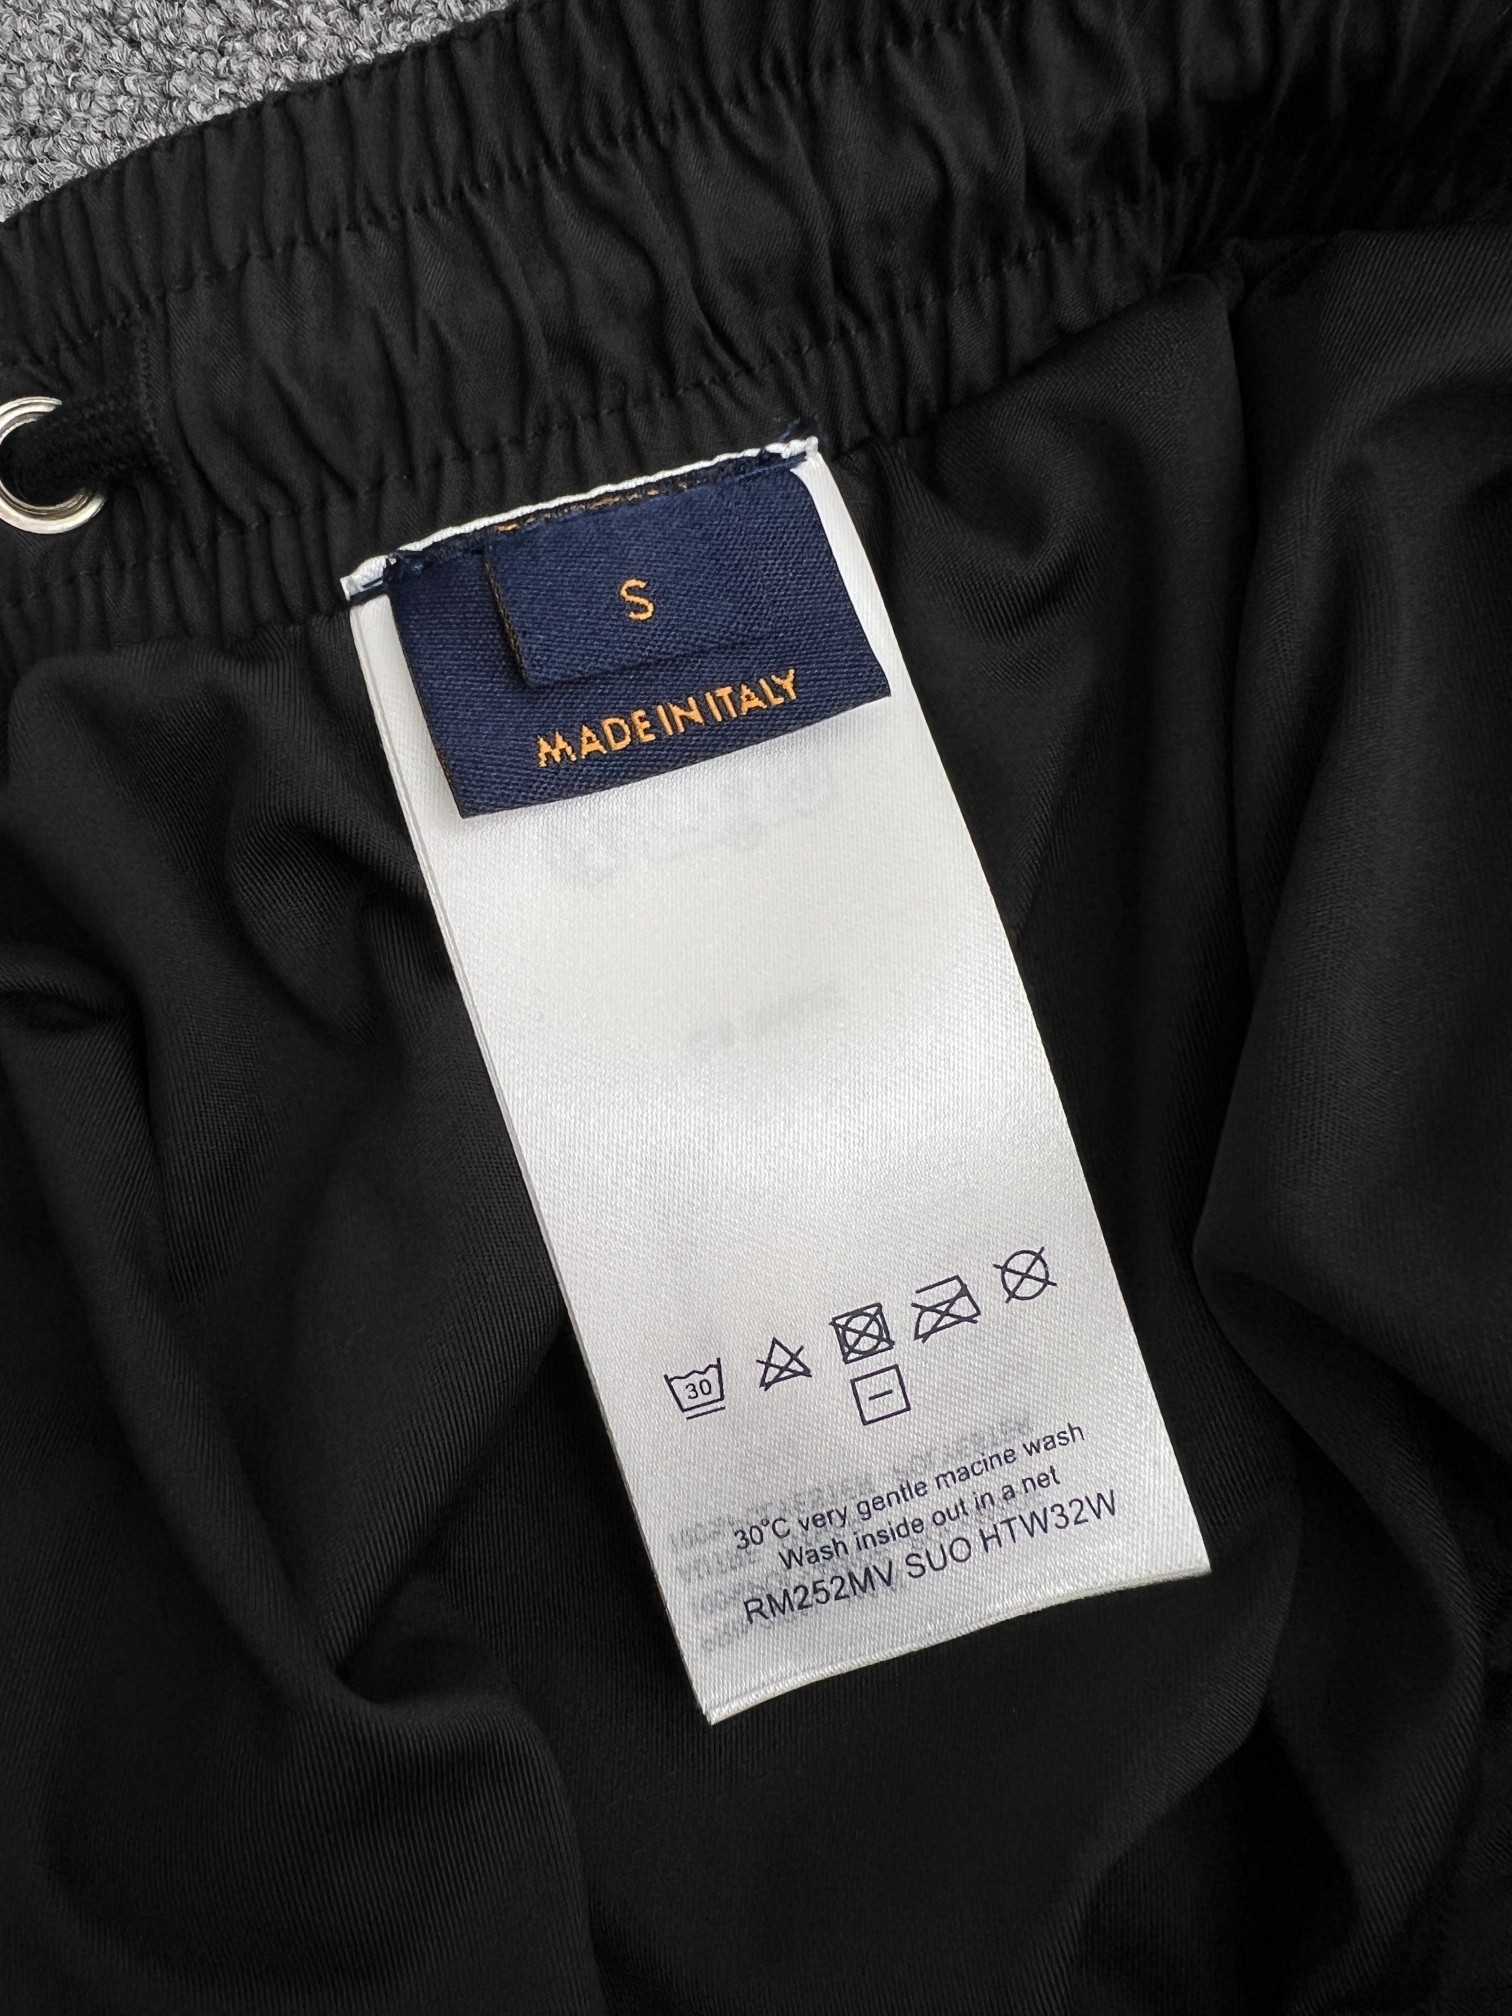 S
MADE IN ITALY
30
30°C very gentle macine wash
Wash inside out in a net
RM252MV SUO HTW32W